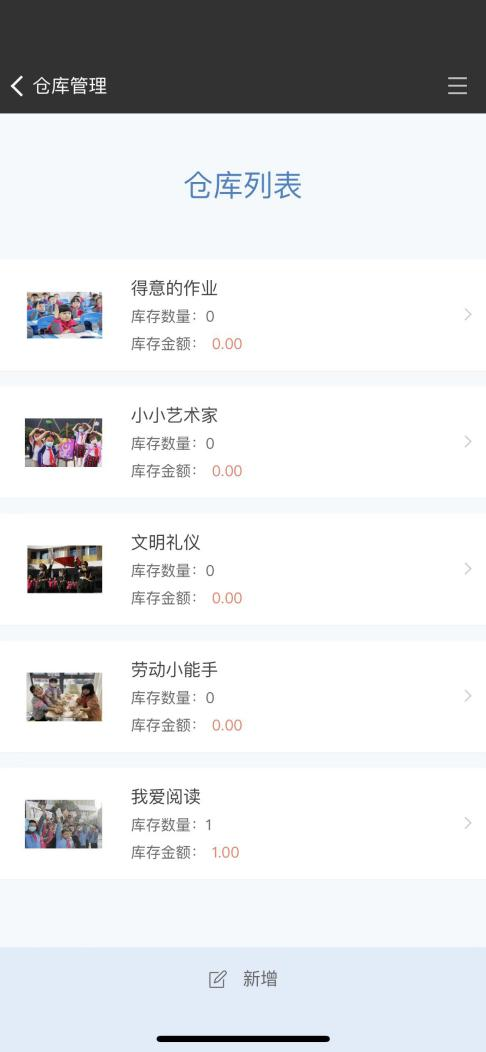 仓库管理
仓库列表
得意的作业
库存数量：0
库存金额： 0.00
小小艺术家
库存数量：0
库存金额： 0.00
文明礼仪
库存数量：0
库存金额： 0.00
劳动小能手
库存数量：0
库存金额： 0.00
我爱阅读
库存数量：1
库存金额： 1.00
新增